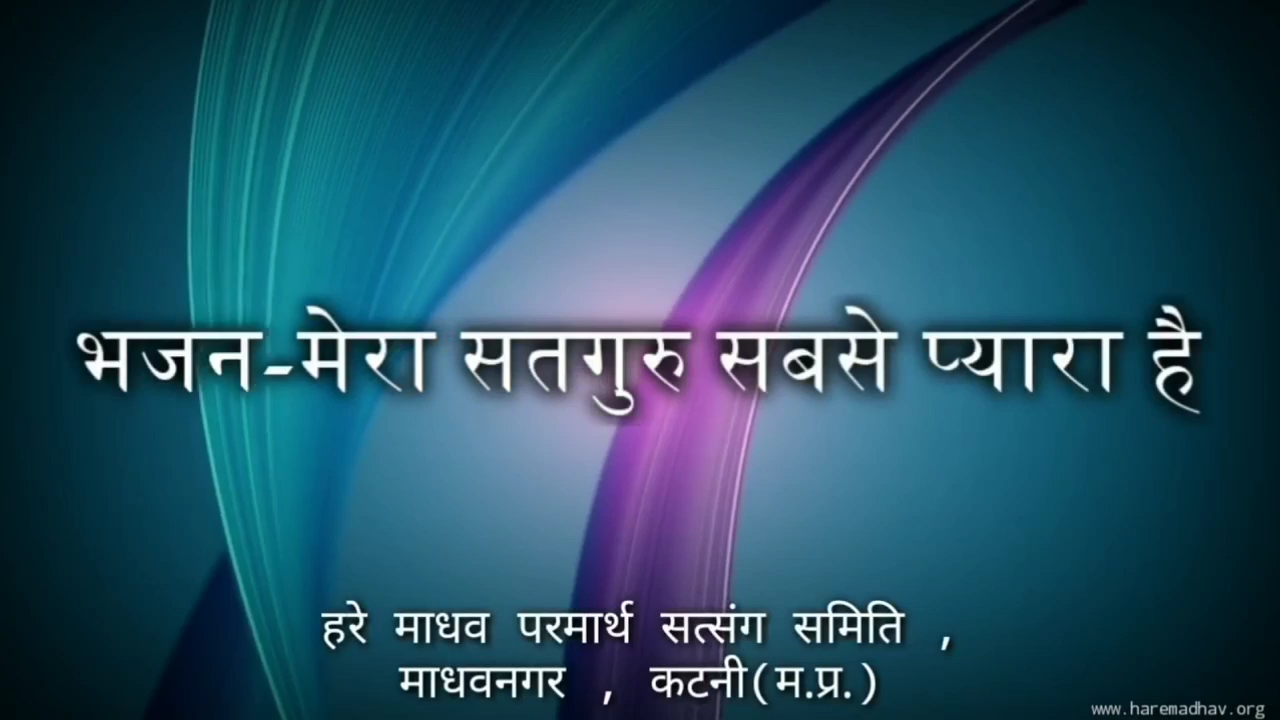 भजन-मेरा सतगुरु सबसे प्यारा है
हरे माधव परमार्थ सत्संग समिति ,
माधवनगर , कटनी(म.प्र.)
www.haremadhav.org